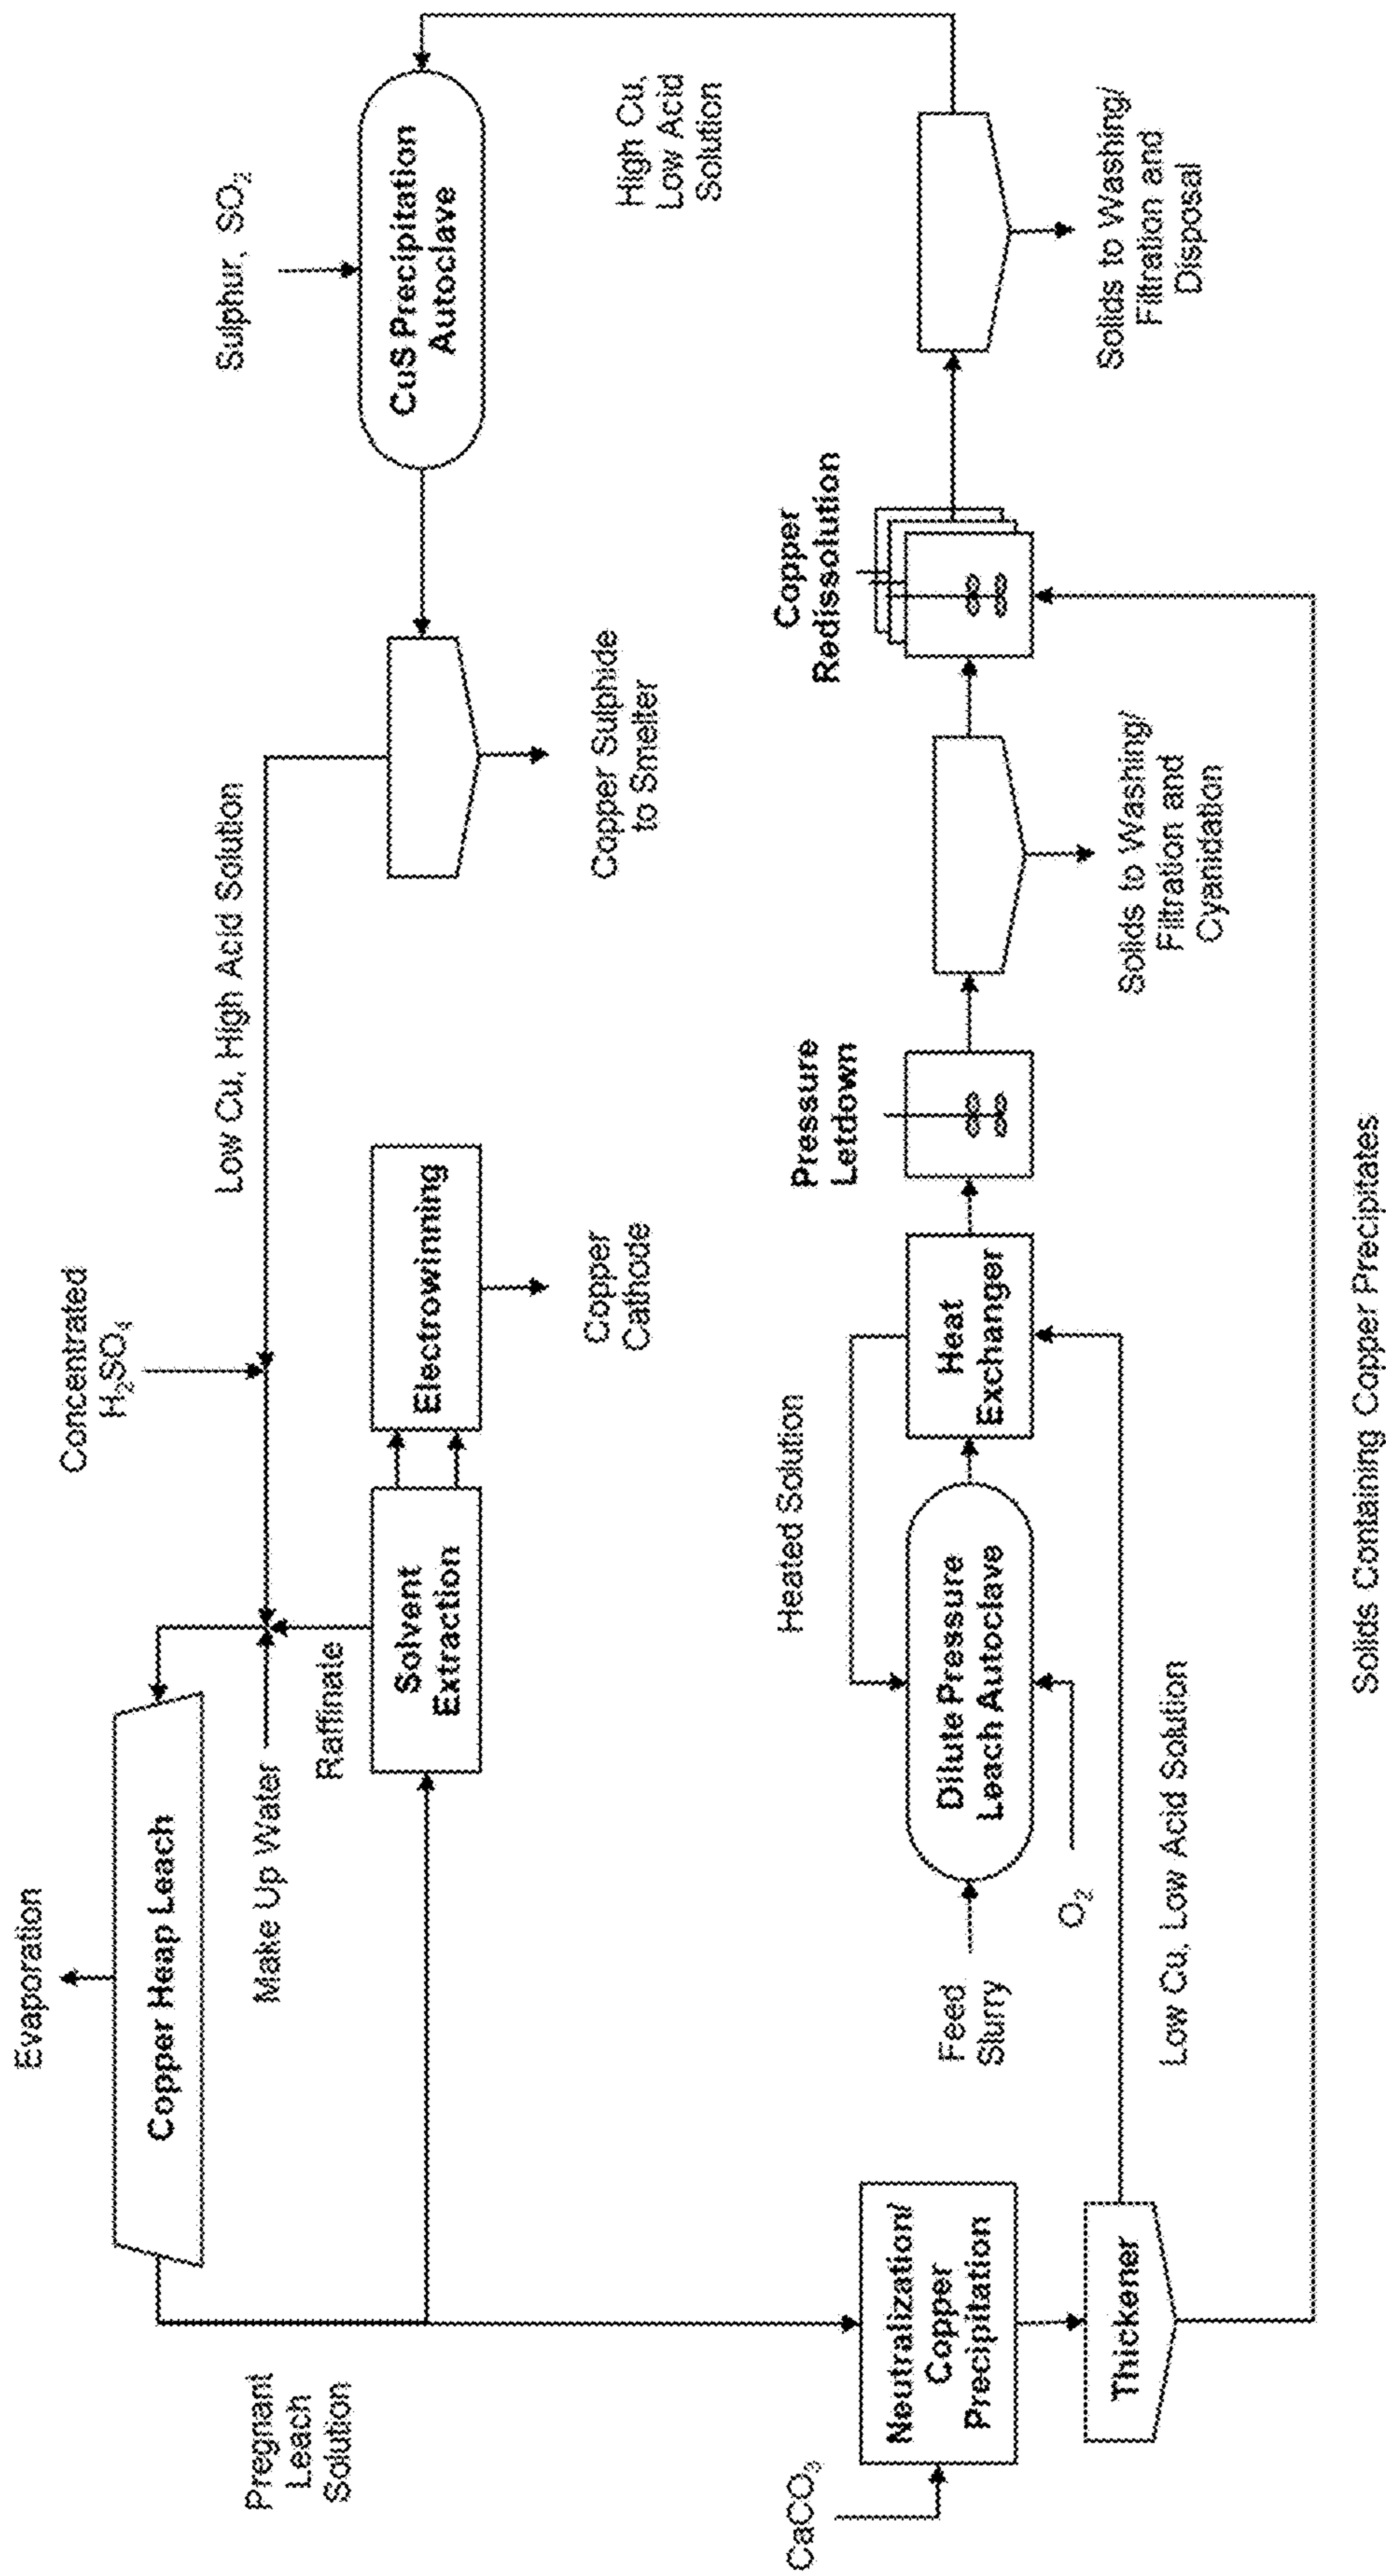 Evaporation
Copper Heap Leach
Concentrated
H₂SO₄
Low Cu, High Acid Solution
Sulphur, SO₂
Make Up Water
Raffinate
Pregnant
Leach
Solution
Solvent
Extraction
Electrowinning
Copper
Cathode
Copper Sulphide
to Smelter
CuS Precipitation
Autoclave
High Cu,
Low Acid
Solution
CaCO₃
Neutralization/
Copper
Precipitation
Thickener
Feed
Slurry
O₂
Heated Solution
Dilute Pressure
Leach Autoclave
Heat
Exchanger
Pressure
Letdown
Copper
Redissolution
Low Cu, Low Acid Solution
Solids to Washing/
Filtration and
Cyanidation
Solids to Washing/
Filtration and
Disposal
Solids Containing Copper Precipitates